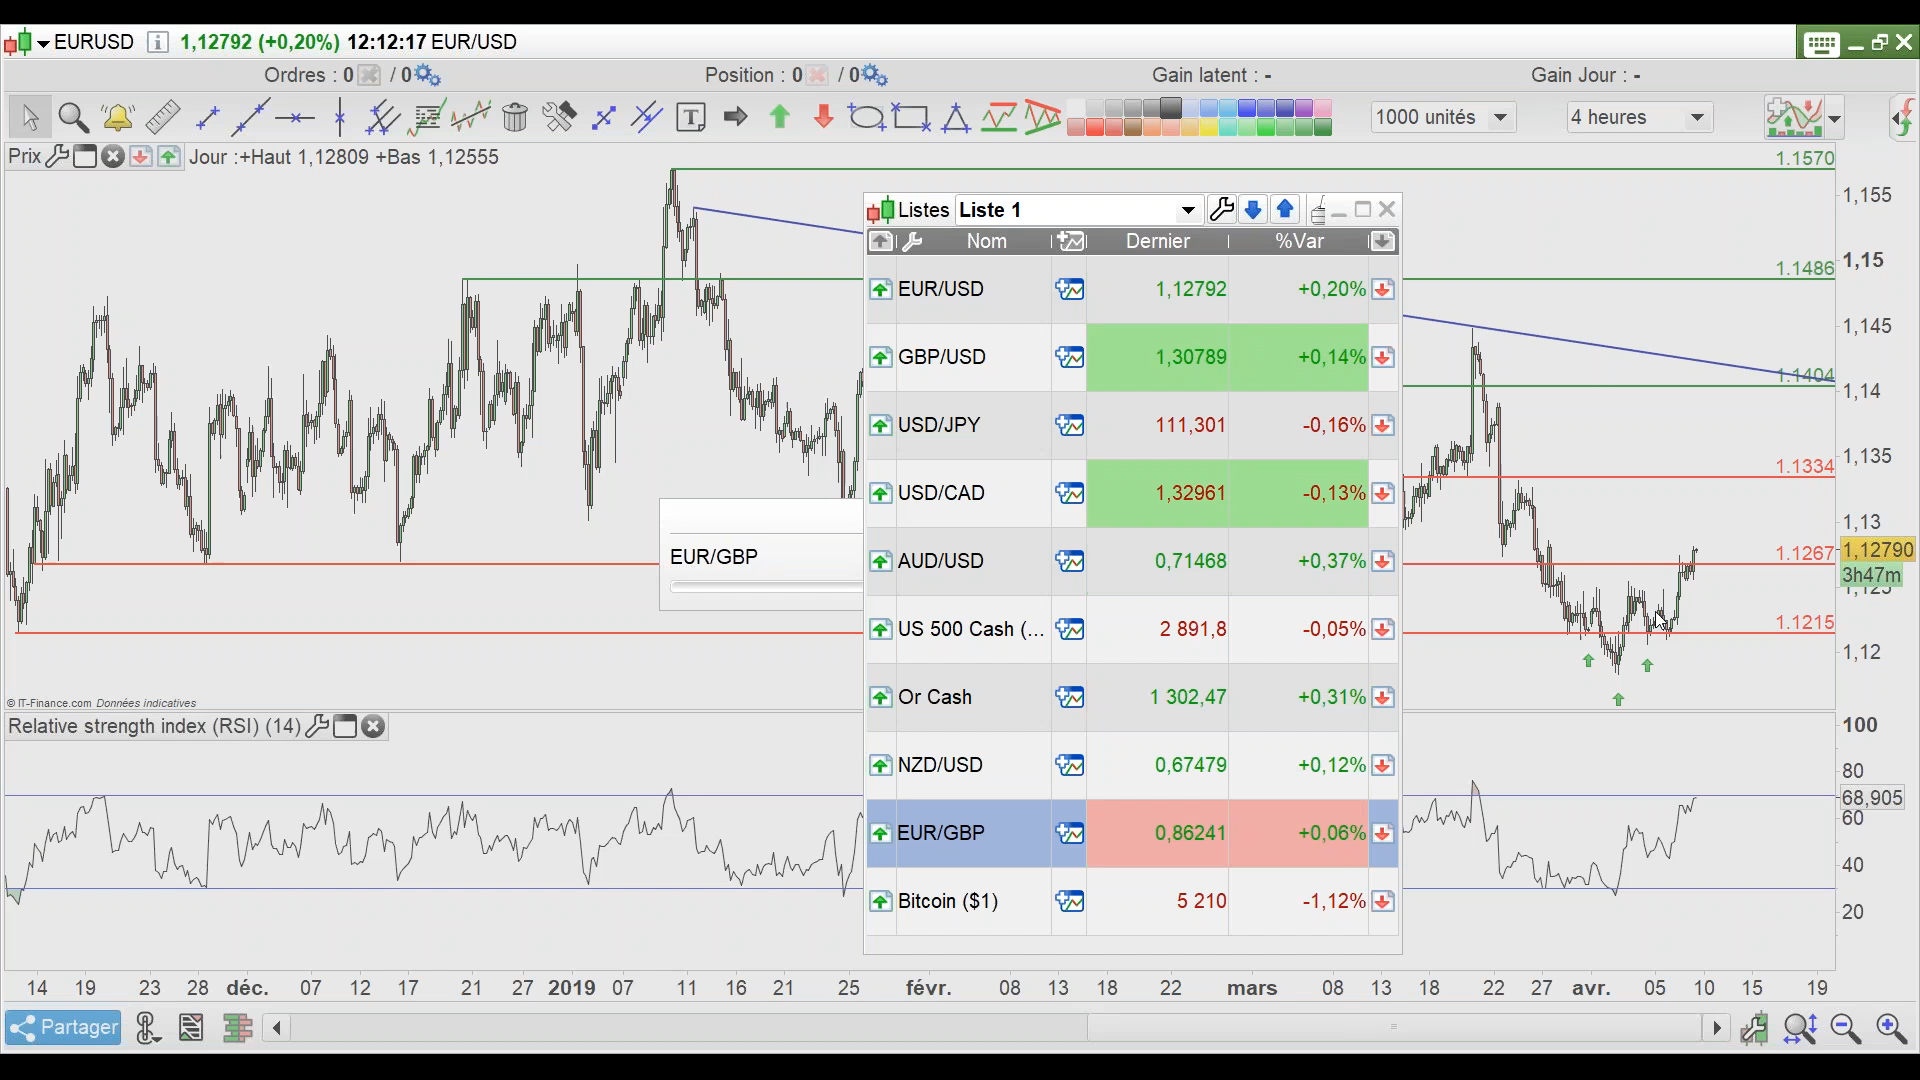 EURUSD i 1,12792 (+0,20%) 12:12:17 EUR/USD
Ordres : 0 / 0 Position : 0 / 0 Gain latent : - Gain Jour : -
T 1000 unités 4 heures
Prix Jour :+Haut 1,12809 +Bas 1,12555
1.1570
1.1486
1.1404
1.1334
1.1267
1.1215
1,155
1,15
1,145
1,14
1,135
1,13
1,12790
3h47m
1,125
1,12
Listes Liste 1
Nom Dernier %Var
EUR/USD 1,12792 +0,20%
GBP/USD 1,30789 +0,14%
USD/JPY 111,301 -0,16%
USD/CAD 1,32961 -0,13%
AUD/USD 0,71468 +0,37%
US 500 Cash (... 2 891,8 -0,05%
Or Cash 1 302,47 +0,31%
NZD/USD 0,67479 +0,12%
EUR/GBP 0,86241 +0,06%
Bitcoin ($1) 5 210 -1,12%
EUR/GBP
© IT-Finance.com Données indicatives
Relative strength index (RSI) (14)
100
80
68,905
60
40
20
14 19 23 28 déc. 07 12 17 21 27 2019 07 11 16 21 25 févr. 08 13 18 22 mars 08 13 18 22 27 avr. 05 10 15 19
Partager